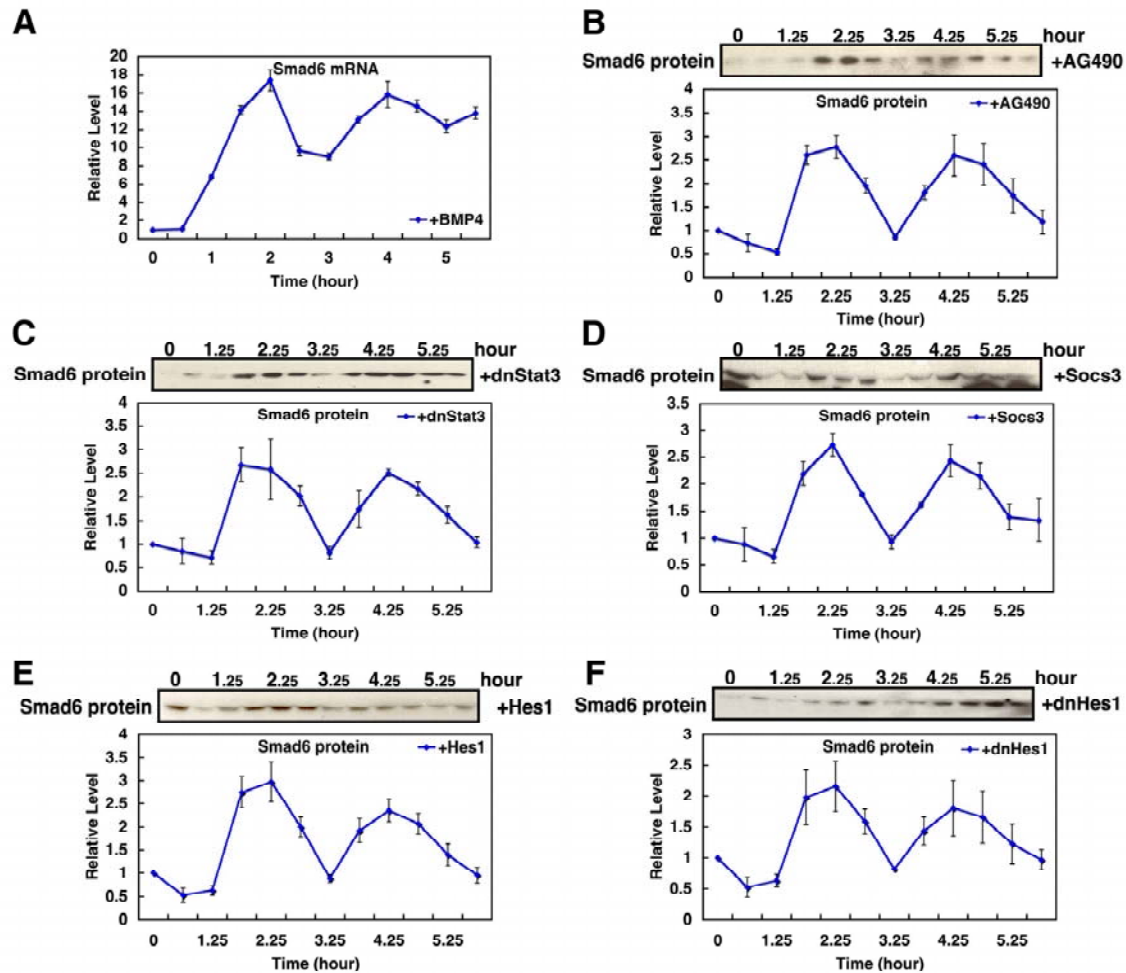 A
Smad6 mRNA
Relative Level
20
18
16
14
12
10
8
6
4
2
0
+BMP4
0 1 2 3 4 5
Time (hour)
B
0 1.25 2.25 3.25 4.25 5.25 hour
Smad6 protein +AG490
Smad6 protein
+AG490
Relative Level
4
3.5
3
2.5
2
1.5
1
0.5
0
0 1.25 2.25 3.25 4.25 5.25
Time (hour)
C
0 1.25 2.25 3.25 4.25 5.25 hour
Smad6 protein +dnStat3
Smad6 protein
+dnStat3
Relative Level
4
3.5
3
2.5
2
1.5
1
0.5
0
0 1.25 2.25 3.25 4.25 5.25
Time (hour)
D
0 1.25 2.25 3.25 4.25 5.25 hour
Smad6 protein +Socs3
Smad6 protein
+Socs3
Relative Level
3.5
3
2.5
2
1.5
1
0.5
0
0 1.25 2.25 3.25 4.25 5.25
Time (hour)
E
0 1.25 2.25 3.25 4.25 5.25 hour
Smad6 protein +Hes1
Smad6 protein
+Hes1
Relative Level
4
3.5
3
2.5
2
1.5
1
0.5
0
0 1.25 2.25 3.25 4.25 5.25
Time (hour)
F
0 1.25 2.25 3.25 4.25 5.25 hour
Smad6 protein +dnHes1
Smad6 protein
+dnHes1
Relative Level
3
2.5
2
1.5
1
0.5
0
0 1.25 2.25 3.25 4.25 5.25
Time (hour)